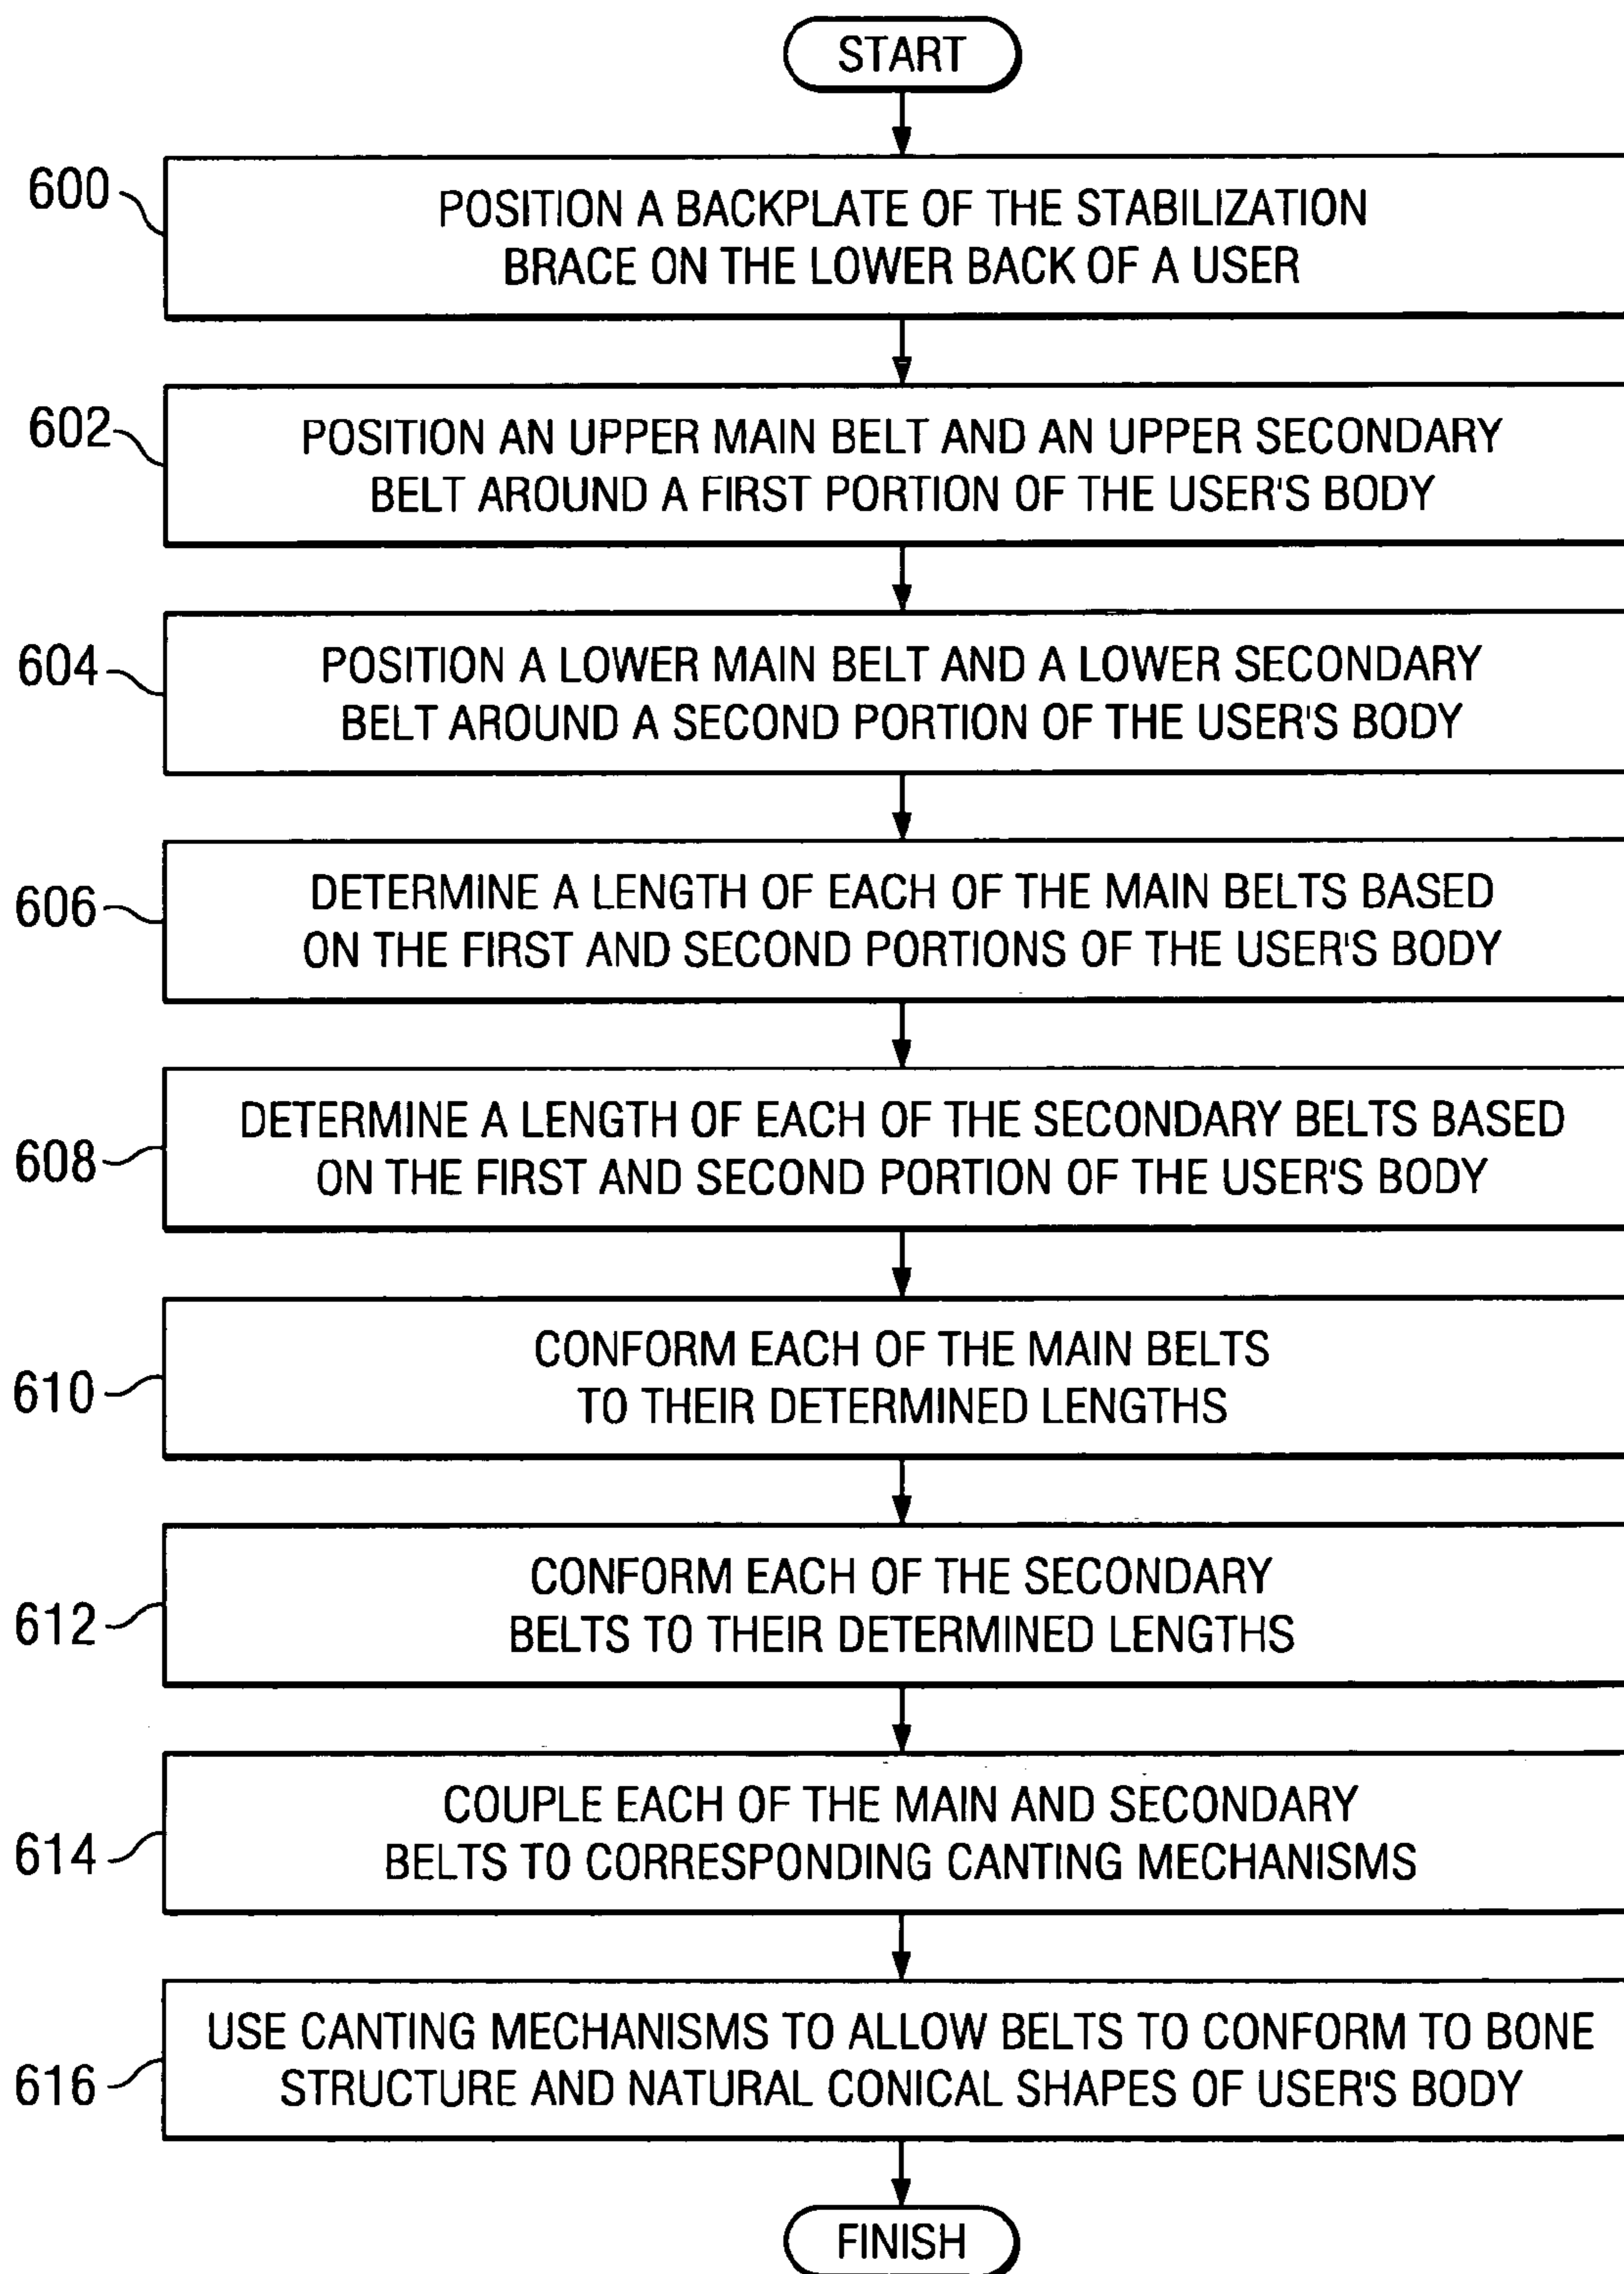 START
600
POSITION A BACKPLATE OF THE STABILIZATION
BRACE ON THE LOWER BACK OF A USER
602
POSITION AN UPPER MAIN BELT AND AN UPPER SECONDARY
BELT AROUND A FIRST PORTION OF THE USER'S BODY
604
POSITION A LOWER MAIN BELT AND A LOWER SECONDARY
BELT AROUND A SECOND PORTION OF THE USER'S BODY
606
DETERMINE A LENGTH OF EACH OF THE MAIN BELTS BASED
ON THE FIRST AND SECOND PORTIONS OF THE USER'S BODY
608
DETERMINE A LENGTH OF EACH OF THE SECONDARY BELTS BASED
ON THE FIRST AND SECOND PORTION OF THE USER'S BODY
610
CONFORM EACH OF THE MAIN BELTS
TO THEIR DETERMINED LENGTHS
612
CONFORM EACH OF THE SECONDARY
BELTS TO THEIR DETERMINED LENGTHS
614
COUPLE EACH OF THE MAIN AND SECONDARY
BELTS TO CORRESPONDING CANTING MECHANISMS
616
USE CANTING MECHANISMS TO ALLOW BELTS TO CONFORM TO BONE
STRUCTURE AND NATURAL CONICAL SHAPES OF USER'S BODY
FINISH